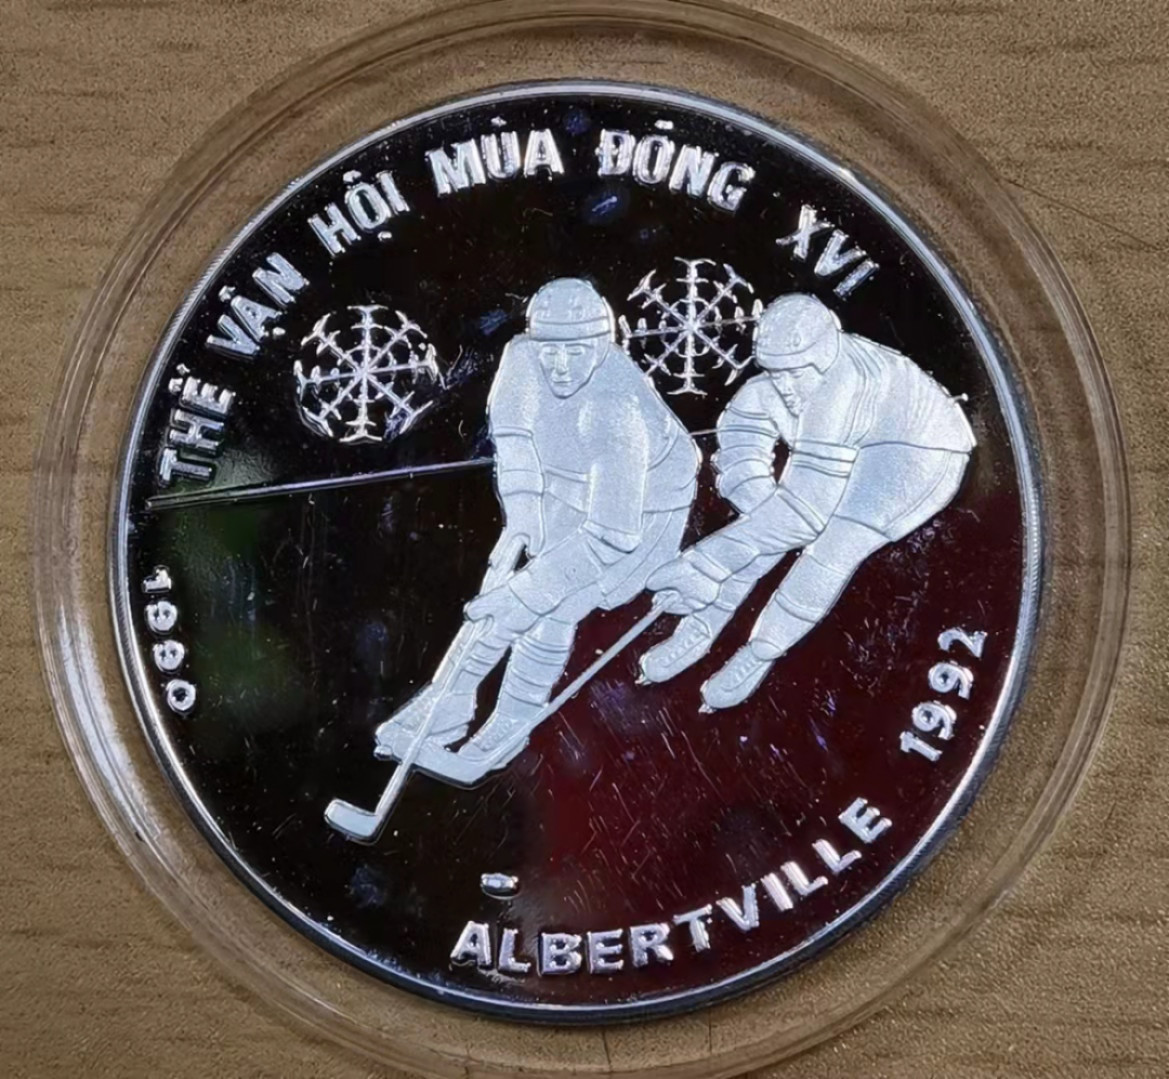 THẾ VẬN HỘI MÙA ĐÔNG XVI
1990
ALBERTVILLE 1992